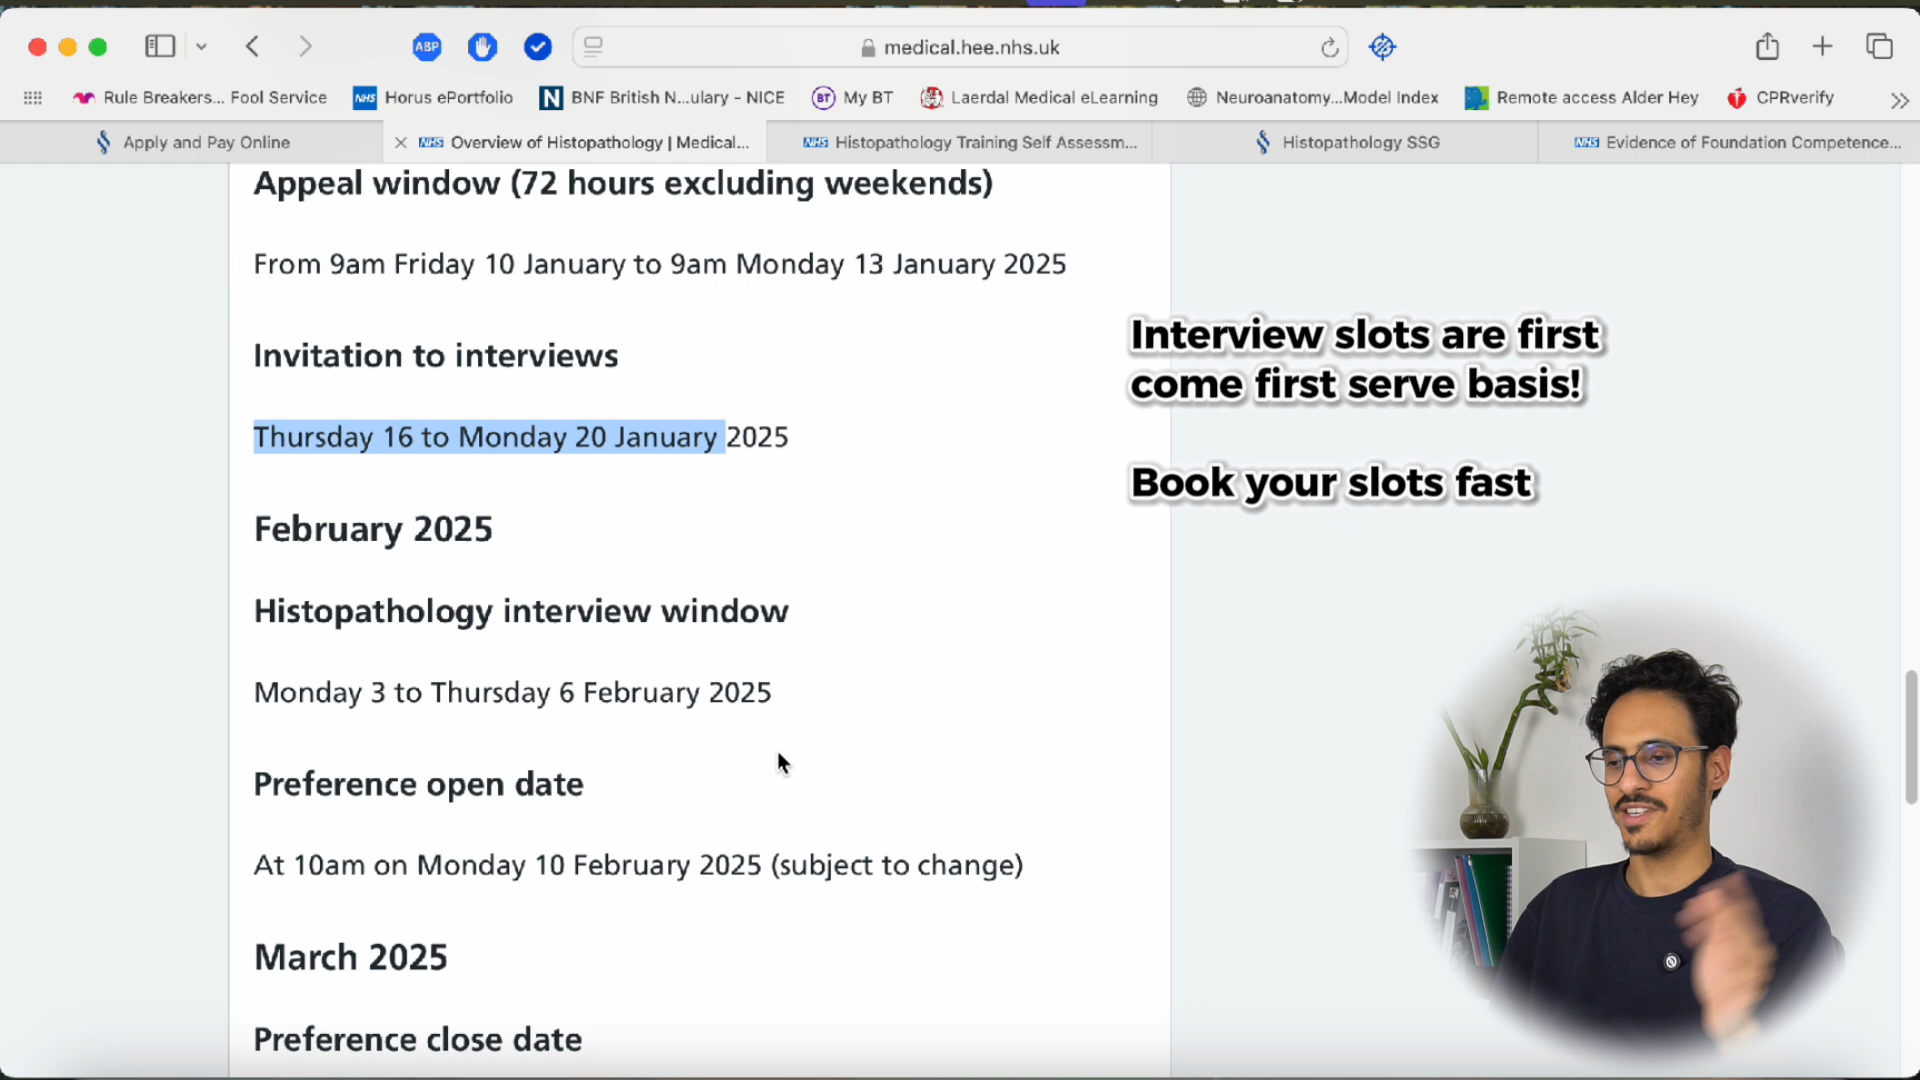 medical.hee.nhs.uk
ABP
Rule Breakers... Fool Service
NHS Horus ePortfolio
N BNF British N...ulary - NICE
BT My BT
Laerdal Medical eLearning
Neuroanatomy...Model Index
Remote access Alder Hey
CPRverify
Apply and Pay Online
NHS Overview of Histopathology | Medical...
NHS Histopathology Training Self Assessm...
Histopathology SSG
NHS Evidence of Foundation Competence...
Appeal window (72 hours excluding weekends)
From 9am Friday 10 January to 9am Monday 13 January 2025
Invitation to interviews
Thursday 16 to Monday 20 January 2025
February 2025
Histopathology interview window
Monday 3 to Thursday 6 February 2025
Preference open date
At 10am on Monday 10 February 2025 (subject to change)
March 2025
Preference close date
Interview slots are first
come first serve basis!
Book your slots fast